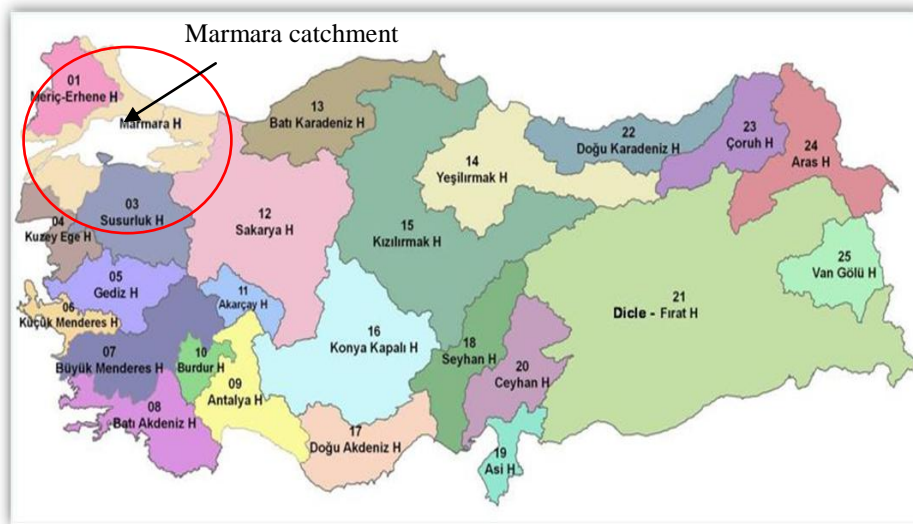 Marmara catchment
01
Meriç-Erhene H
Marmara H
13
Batı Karadeniz H
22
Doğu Karadeniz H
23
Çoruh H
24
Aras H
14
Yeşilırmak H
03
Susurluk H
04
Kuzey Ege H
12
Sakarya H
15
Kızılırmak H
25
Van Gölü H
05
Gediz H
11
Akarçay H
06
Küçük Menderes H
21
Dicle - Fırat H
16
Konya Kapalı H
18
Seyhan H
07
Büyük Menderes H
10
Burdur H
20
Ceyhan H
09
Antalya H
08
Batı Akdeniz H
17
Doğu Akdeniz H
19
Asi H